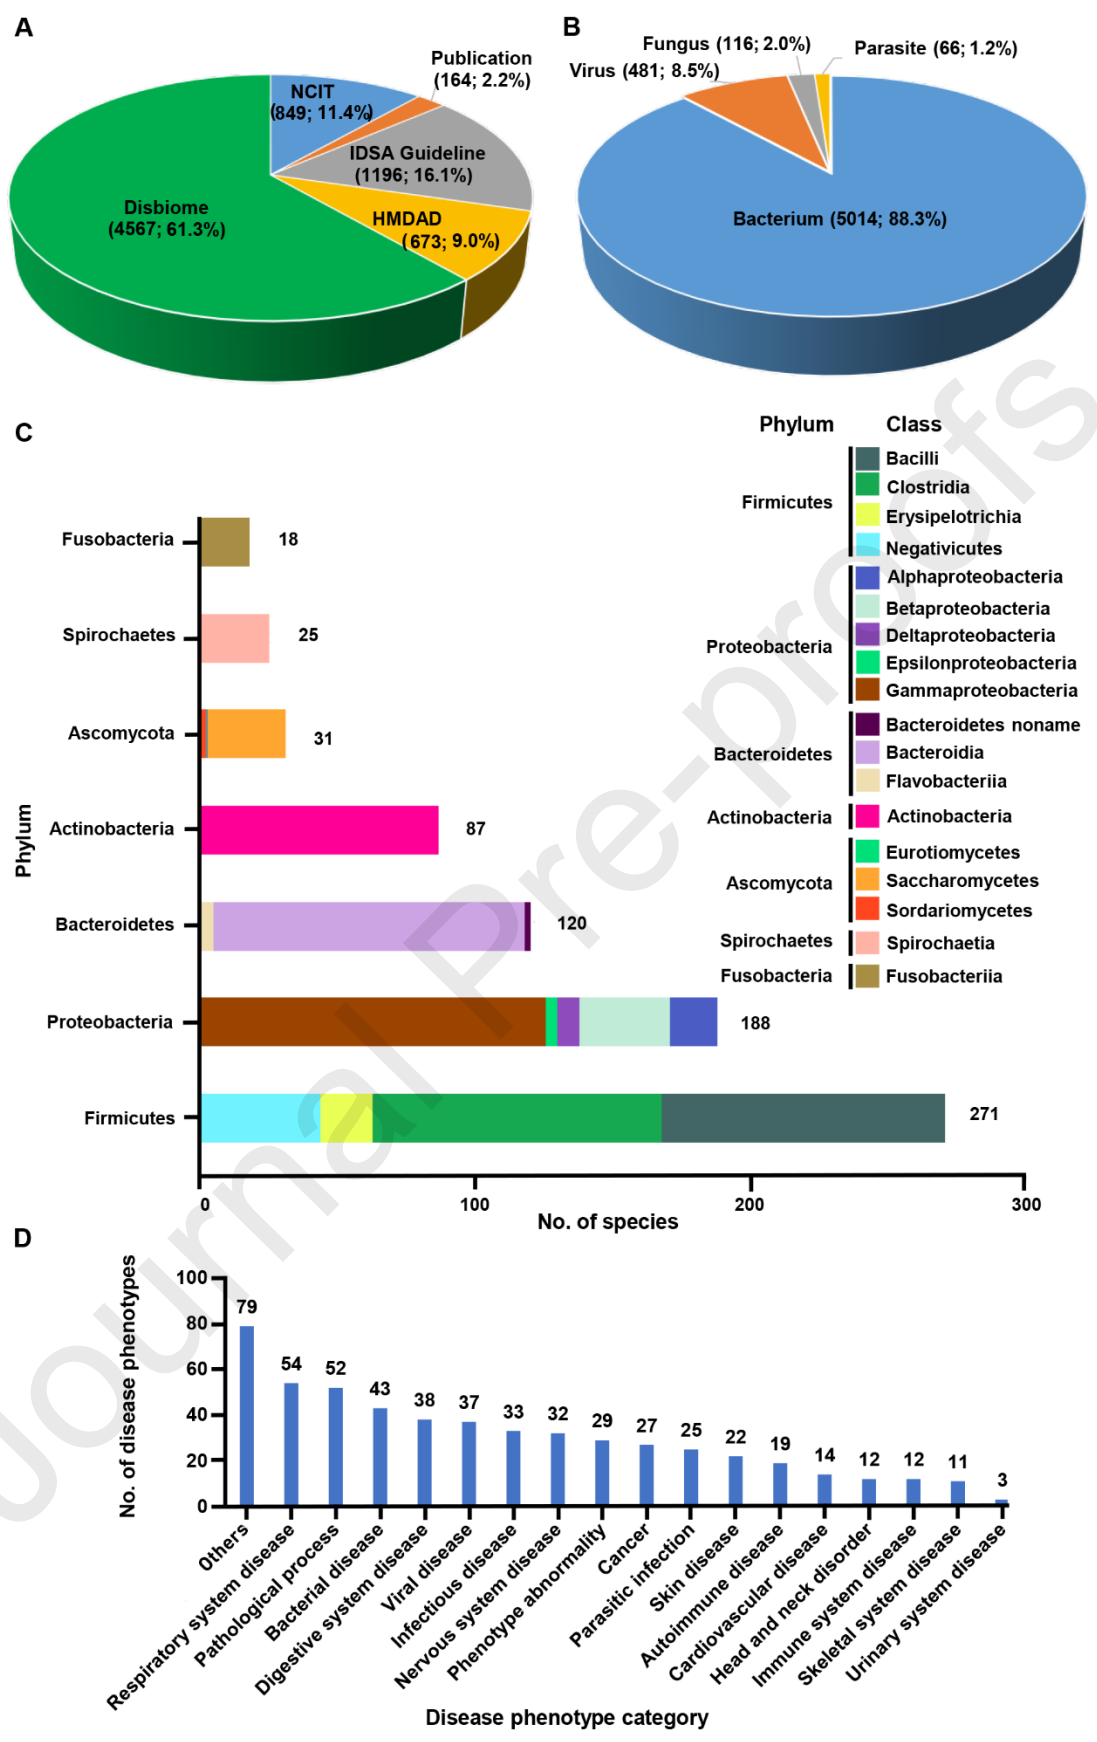 A
Publication
(164; 2.2%)
NCIT
(849; 11.4%)
IDSA Guideline
(1196; 16.1%)
Disbiome
(4567; 61.3%)
HMDAD
(673; 9.0%)
B
Fungus (116; 2.0%)
Parasite (66; 1.2%)
Virus (481; 8.5%)
Bacterium (5014; 88.3%)
C
Phylum
Class
Firmicutes
Bacilli
Clostridia
Erysipelotrichia
Negativicutes
Proteobacteria
Alphaproteobacteria
Betaproteobacteria
Deltaproteobacteria
Epsilonproteobacteria
Gammaproteobacteria
Bacteroidetes
Bacteroidetes noname
Bacteroidia
Flavobacteriia
Actinobacteria
Actinobacteria
Ascomycota
Eurotiomycetes
Saccharomycetes
Sordariomycetes
Spirochaetes
Spirochaetia
Fusobacteria
Fusobacteriia
Phylum
Fusobacteria 18
Spirochaetes 25
Ascomycota 31
Actinobacteria 87
Bacteroidetes 120
Proteobacteria 188
Firmicutes 271
0 100 200 300
No. of species
D
No. of disease phenotypes
100
80
60
40
20
0
79 54 52 43 38 37 33 32 29 27 25 22 19 14 12 12 11 3
Others
Respiratory system disease
Pathological process
Bacterial disease
Digestive system disease
Viral disease
Infectious disease
Nervous system disease
Phenotype abnormality
Cancer
Parasitic infection
Skin disease
Autoimmune disease
Cardiovascular disease
Head and neck disorder
Immune system disease
Skeletal system disease
Urinary system disease
Disease phenotype category
Journal Pre-proofs